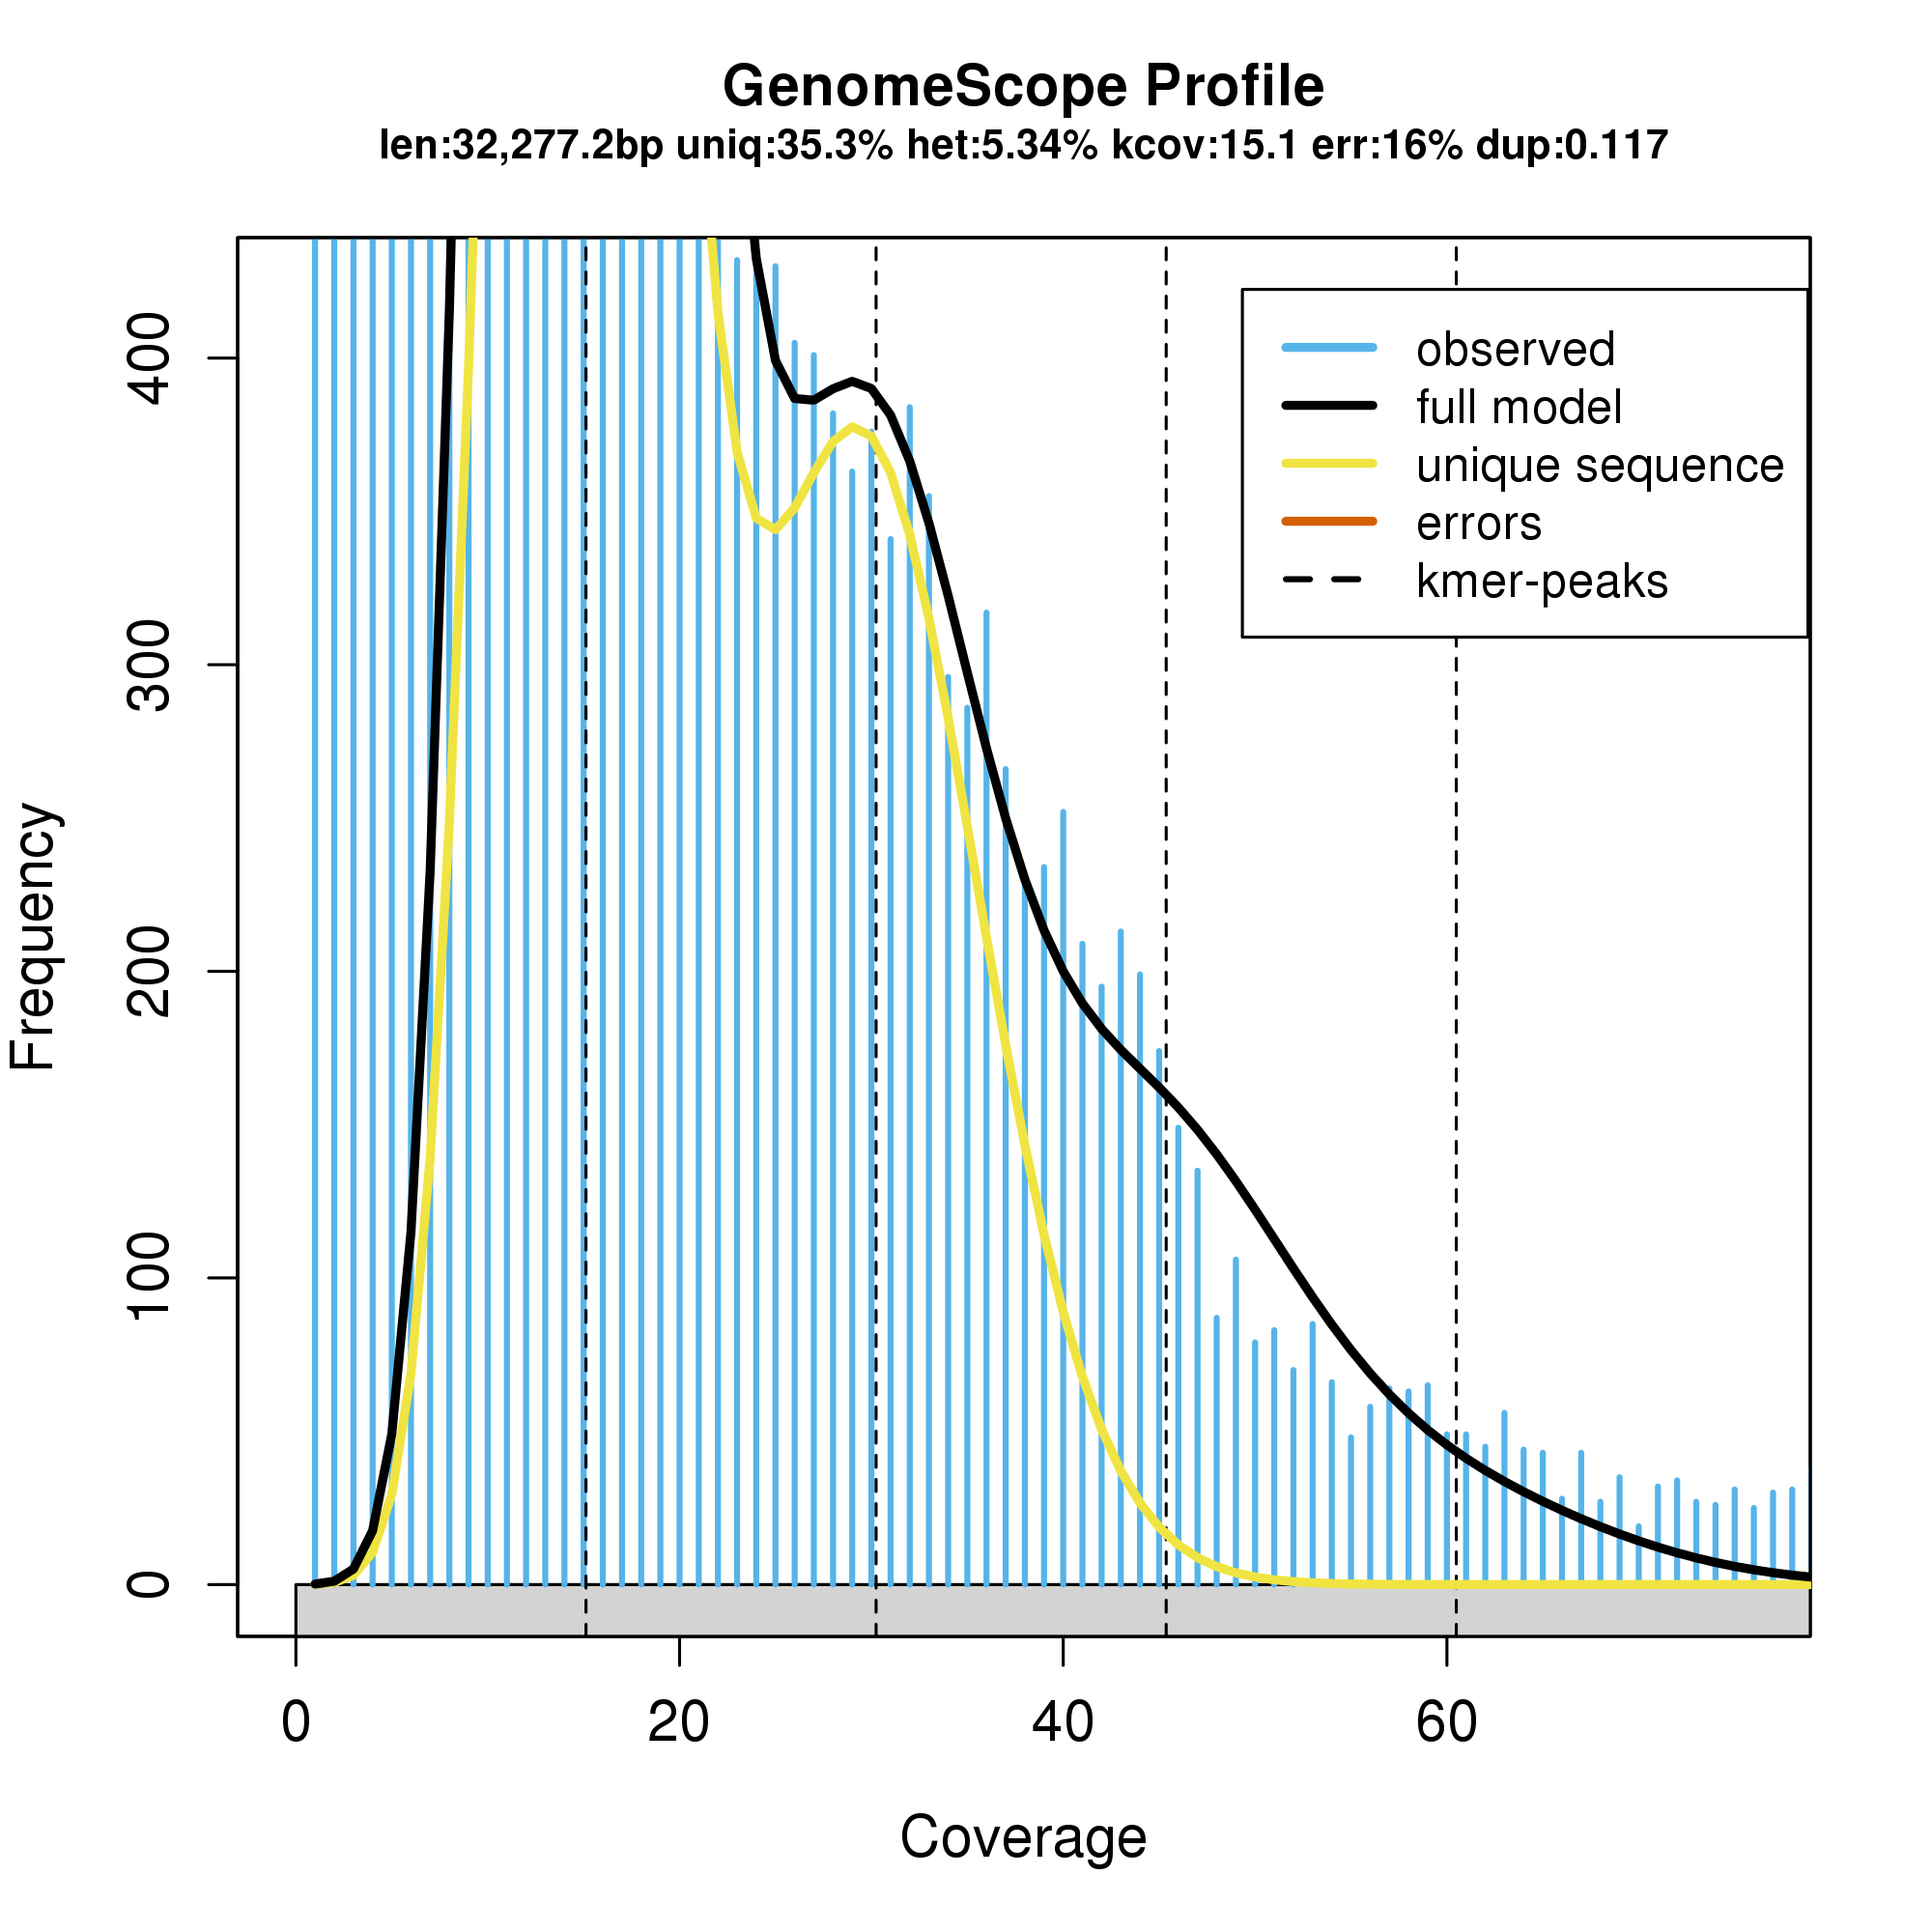 GenomeScope Profile
len:32,277.2bp uniq:35.3% het:5.34% kcov:15.1 err:16% dup:0.117
observed
full model
unique sequence
errors
kmer-peaks
Frequency
400
300
200
100
0
0 20 40 60
Coverage